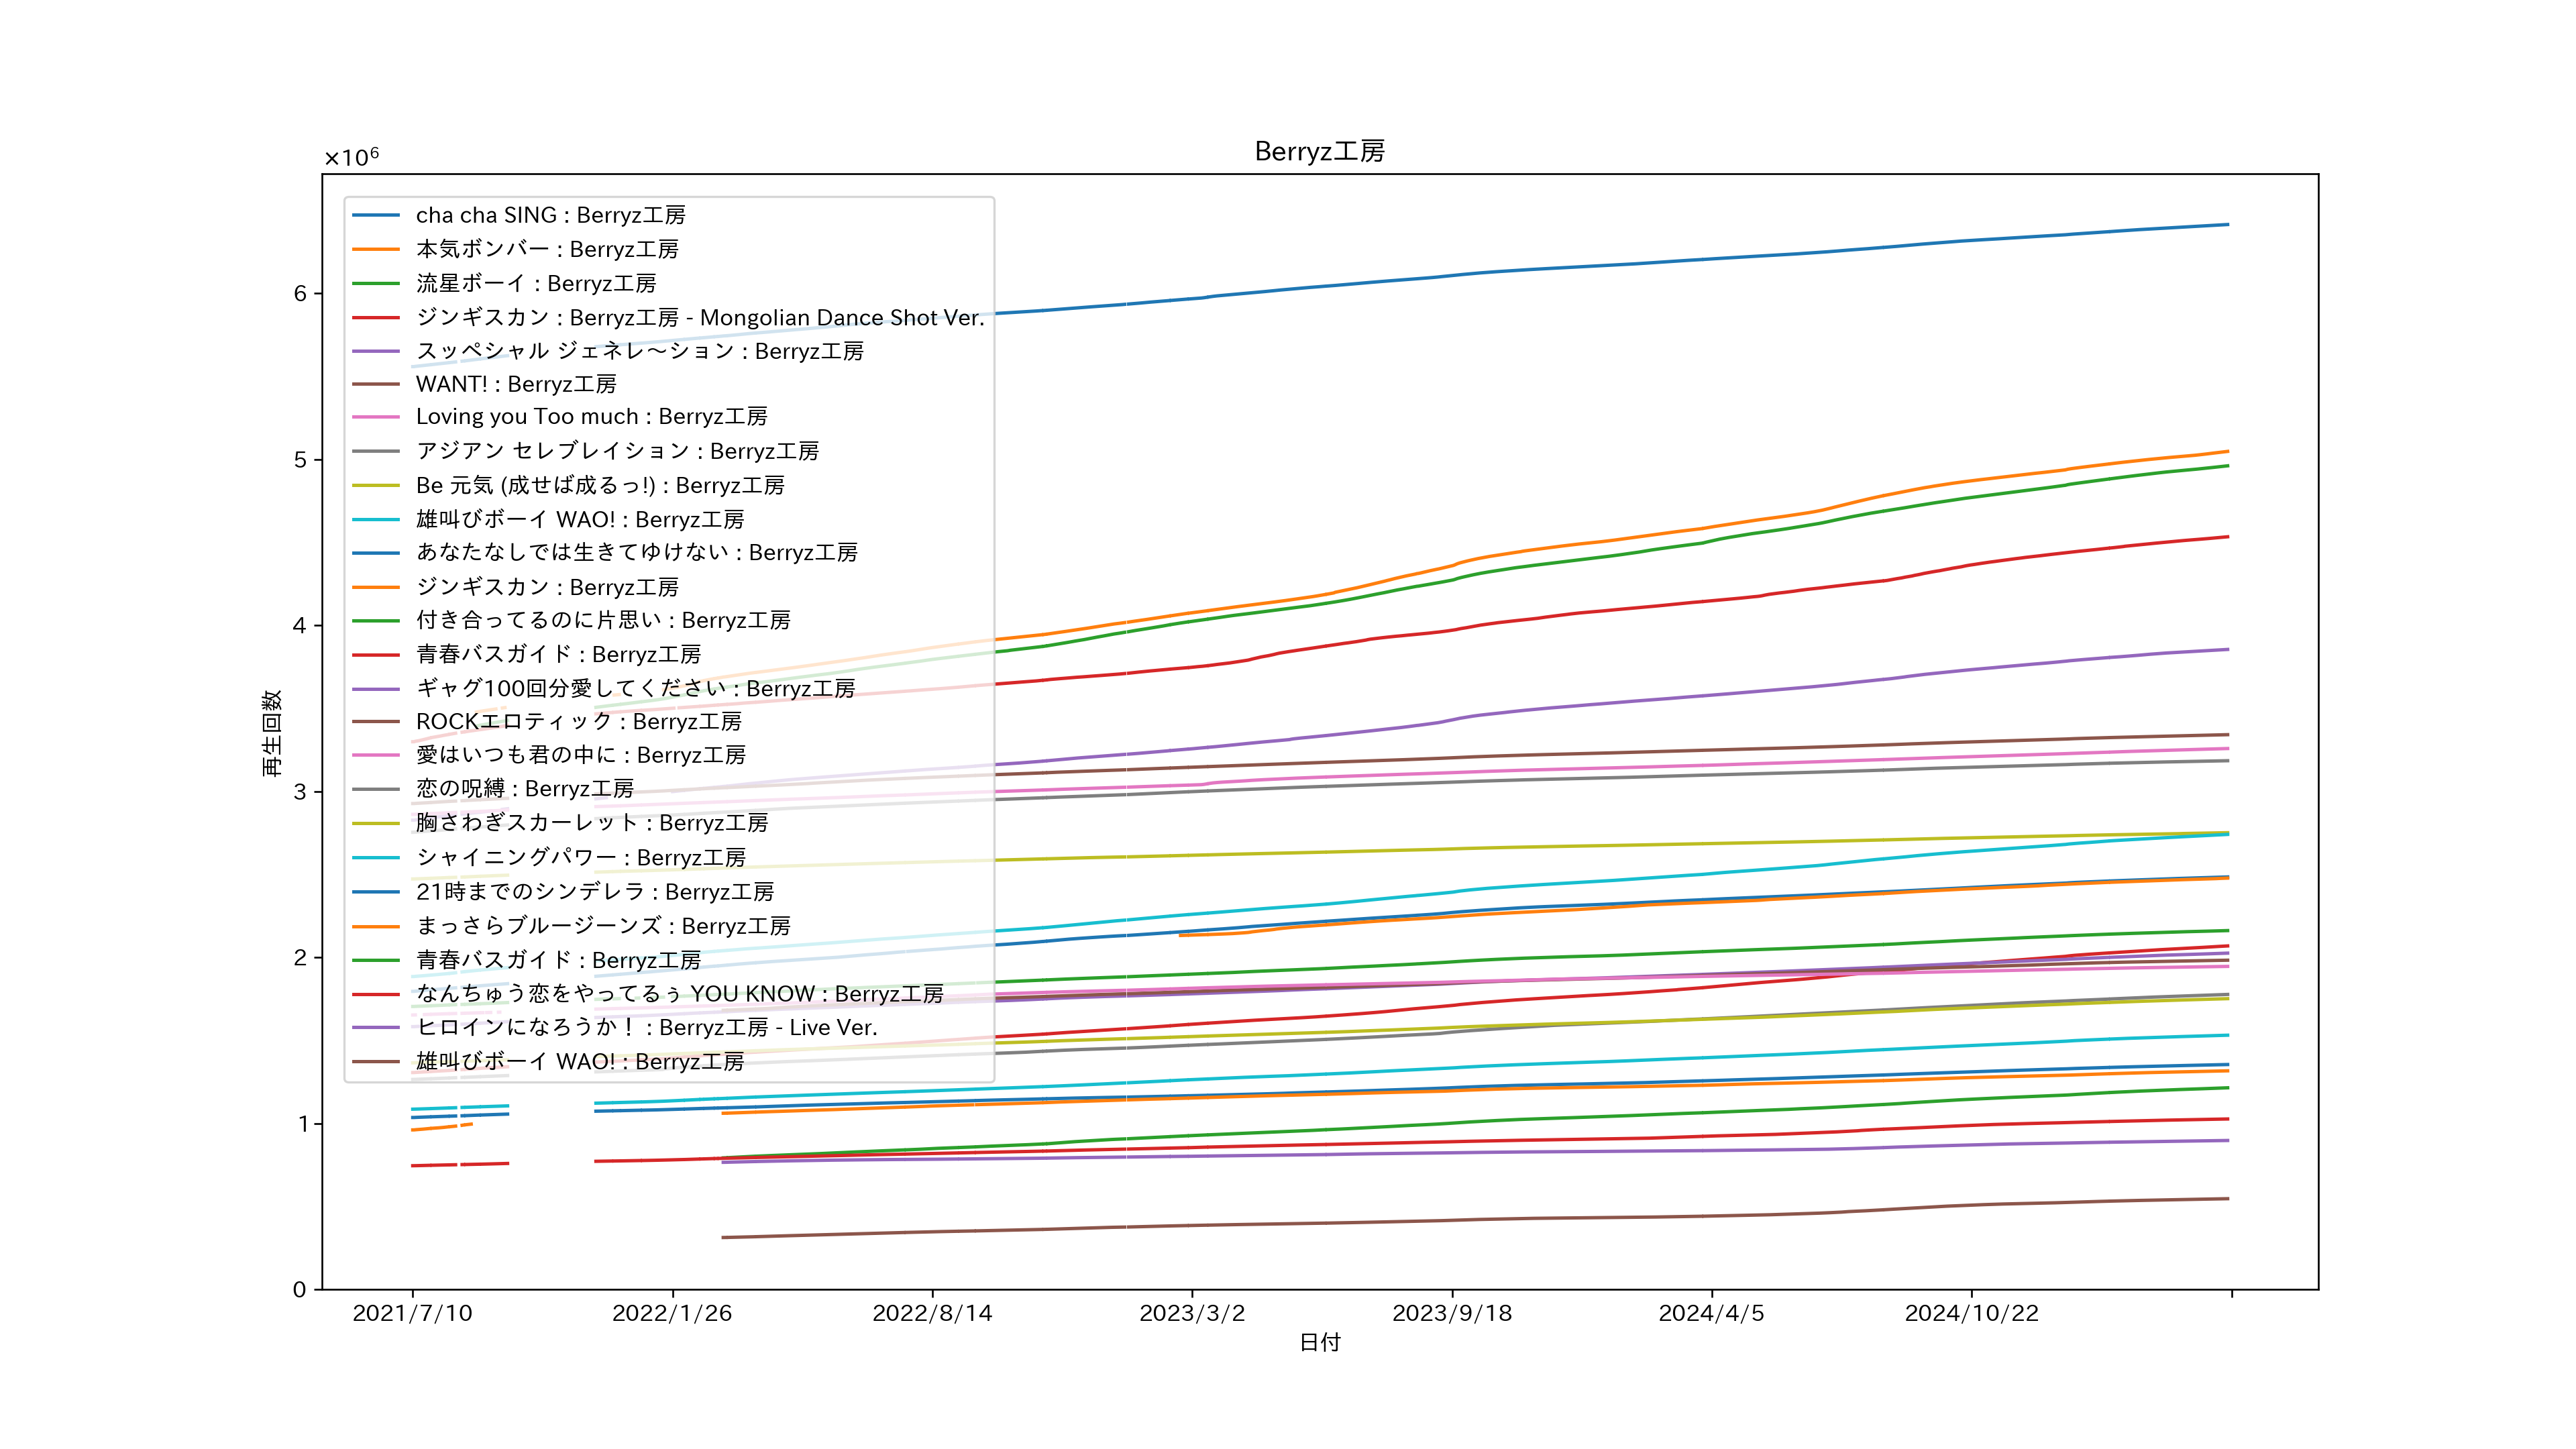 Berryz工房
×10⁶
cha cha SING : Berryz工房
本気ボンバー : Berryz工房
流星ボーイ : Berryz工房
ジンギスカン : Berryz工房 - Mongolian Dance Shot Ver.
スッペシャル ジェネレ〜ション : Berryz工房
WANT! : Berryz工房
Loving you Too much : Berryz工房
アジアン セレブレイション : Berryz工房
Be 元気 (成せば成るっ!) : Berryz工房
雄叫びボーイ WAO! : Berryz工房
あなたなしでは生きてゆけない : Berryz工房
ジンギスカン : Berryz工房
付き合ってるのに片思い : Berryz工房
青春バスガイド : Berryz工房
ギャグ100回分愛してください : Berryz工房
ROCKエロティック : Berryz工房
愛はいつも君の中に : Berryz工房
恋の呪縛 : Berryz工房
胸さわぎスカーレット : Berryz工房
シャイニングパワー : Berryz工房
21時までのシンデレラ : Berryz工房
まっさらブルージーンズ : Berryz工房
青春バスガイド : Berryz工房
なんちゅう恋をやってるぅ YOU KNOW : Berryz工房
ヒロインになろうか！ : Berryz工房 - Live Ver.
雄叫びボーイ WAO! : Berryz工房
6
5
4
3
2
1
0
再生回数
2021/7/10 2022/1/26 2022/8/14 2023/3/2 2023/9/18 2024/4/5 2024/10/22
日付